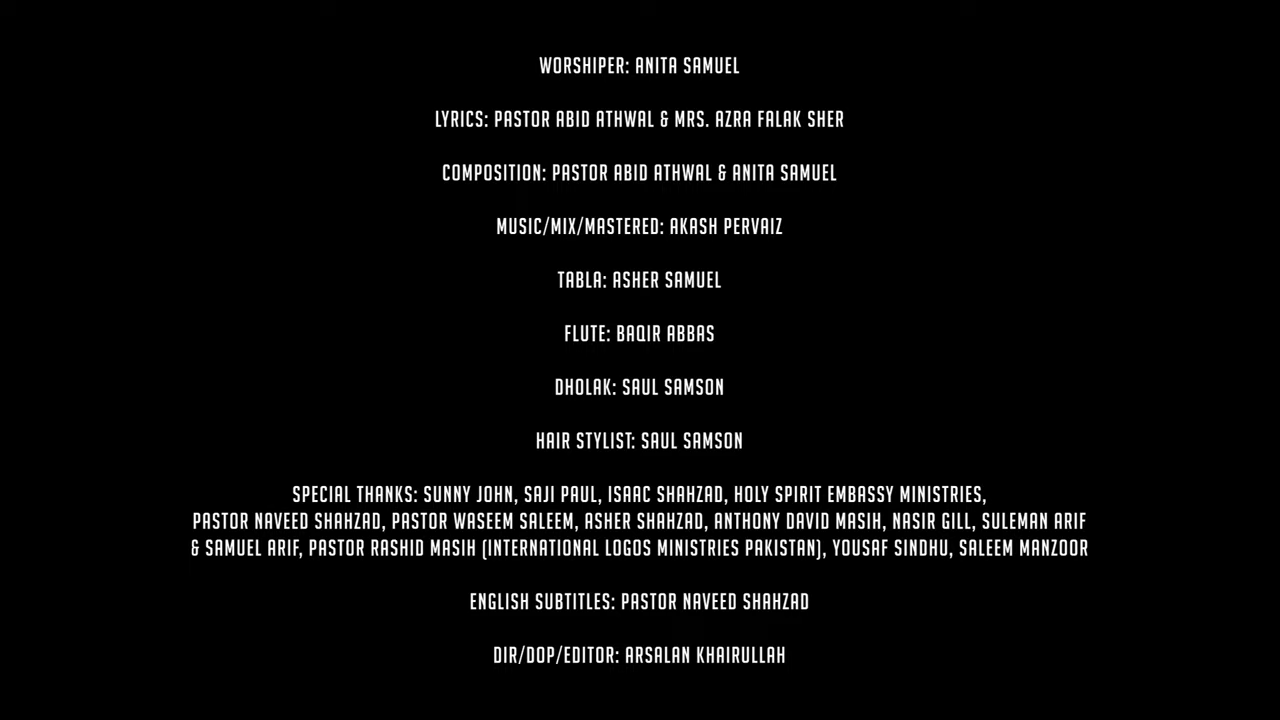 WORSHIPER: ANITA SAMUEL
LYRICS: PASTOR ABID ATHWAL & MRS. AZRA FALAK SHER
COMPOSITION: PASTOR ABID ATHWAL & ANITA SAMUEL
MUSIC/MIX/MASTERED: AKASH PERVAIZ
TABLA: ASHER SAMUEL
FLUTE: BAQIR ABBAS
DHOLAK: SAUL SAMSON
HAIR STYLIST: SAUL SAMSON
SPECIAL THANKS: SUNNY JOHN, SAJI PAUL, ISAAC SHAHZAD, HOLY SPIRIT EMBASSY MINISTRIES,
PASTOR NAVEED SHAHZAD, PASTOR WASEEM SALEEM, ASHER SHAHZAD, ANTHONY DAVID MASIH, NASIR GILL, SULEMAN ARIF
& SAMUEL ARIF, PASTOR RASHID MASIH (INTERNATIONAL LOGOS MINISTRIES PAKISTAN), YOUSAF SINDHU, SALEEM MANZOOR
ENGLISH SUBTITLES: PASTOR NAVEED SHAHZAD
DIR/DOP/EDITOR: ARSALAN KHAIRULLAH